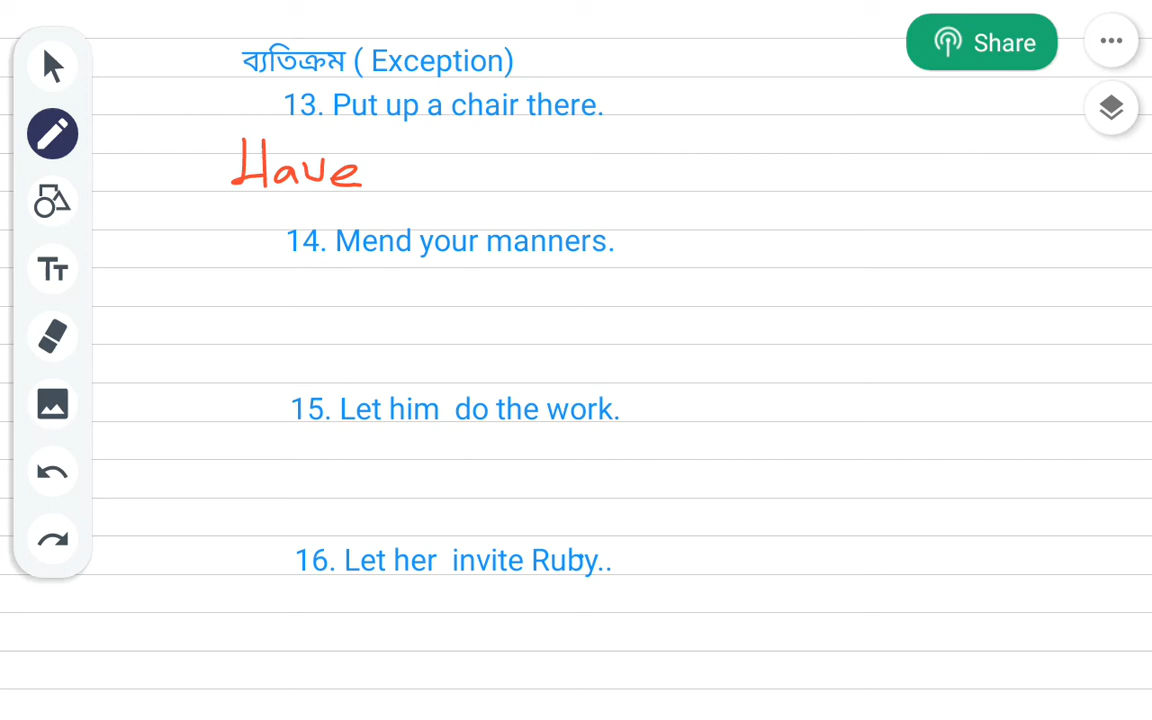 Share
ব্যতিক্রম ( Exception)
13. Put up a chair there.
Have
14. Mend your manners.
Tт
15. Let him do the work.
16. Let her invite Ruby..